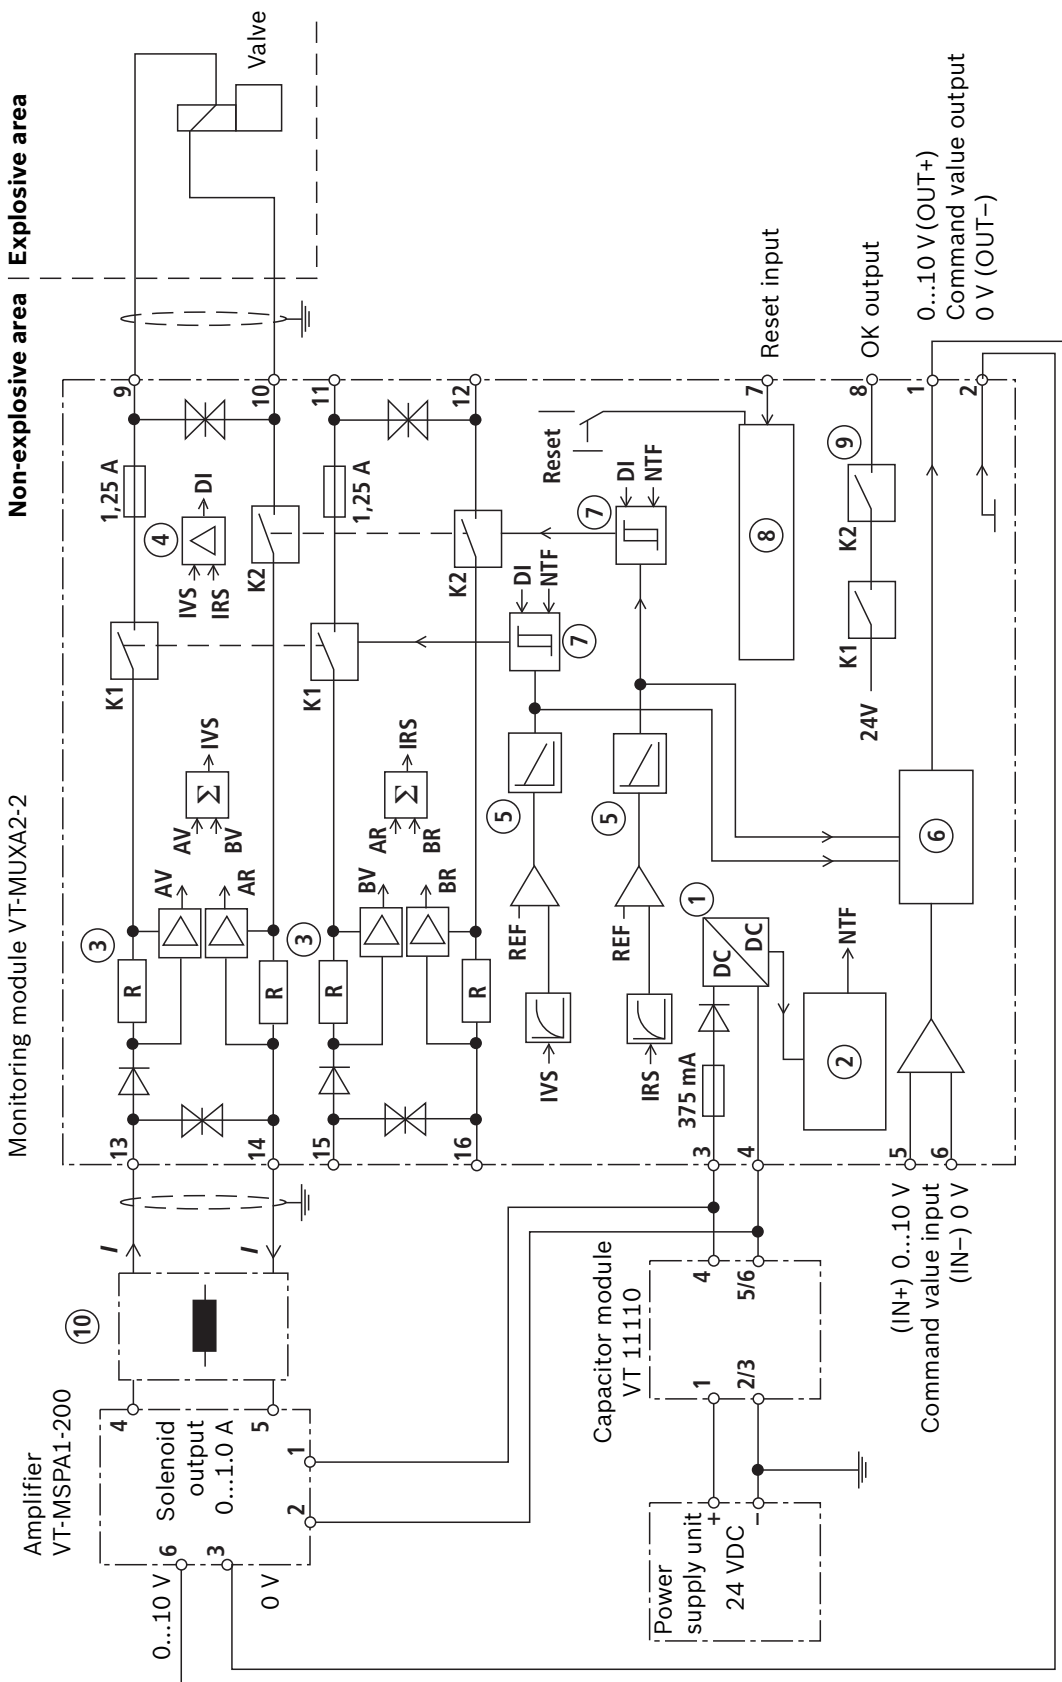 Non-explosive area
Explosive area
Monitoring module VT-MUXA2-2
Amplifier
VT-MSPA1-200
0...10 V
6
3
0 V
4
Solenoid
output
0...1.0 A
5
2
1
10
I
I
13
14
15
16
3
R
R
AV
AR
AV
BV
Σ
IVS
K1
4
IVS
IRS
DI
1,25 A
K2
9
10
Valve
3
R
R
BV
BR
AR
BR
Σ
IRS
K1
K2
1,25 A
11
12
IVS
REF
5
7
DI
NTF
IRS
REF
5
7
DI
NTF
Reset
8
7
Reset input
Power
supply unit
24 VDC
+
–
Capacitor module
VT 11110
1
2/3
4
5/6
3
4
375 mA
DC
DC
1
2
NTF
24V
K1
K2
9
8
OK output
(IN+) 0...10 V
Command value input
(IN–) 0 V
5
6
6
1
2
0...10 V (OUT+)
Command value output
0 V (OUT–)